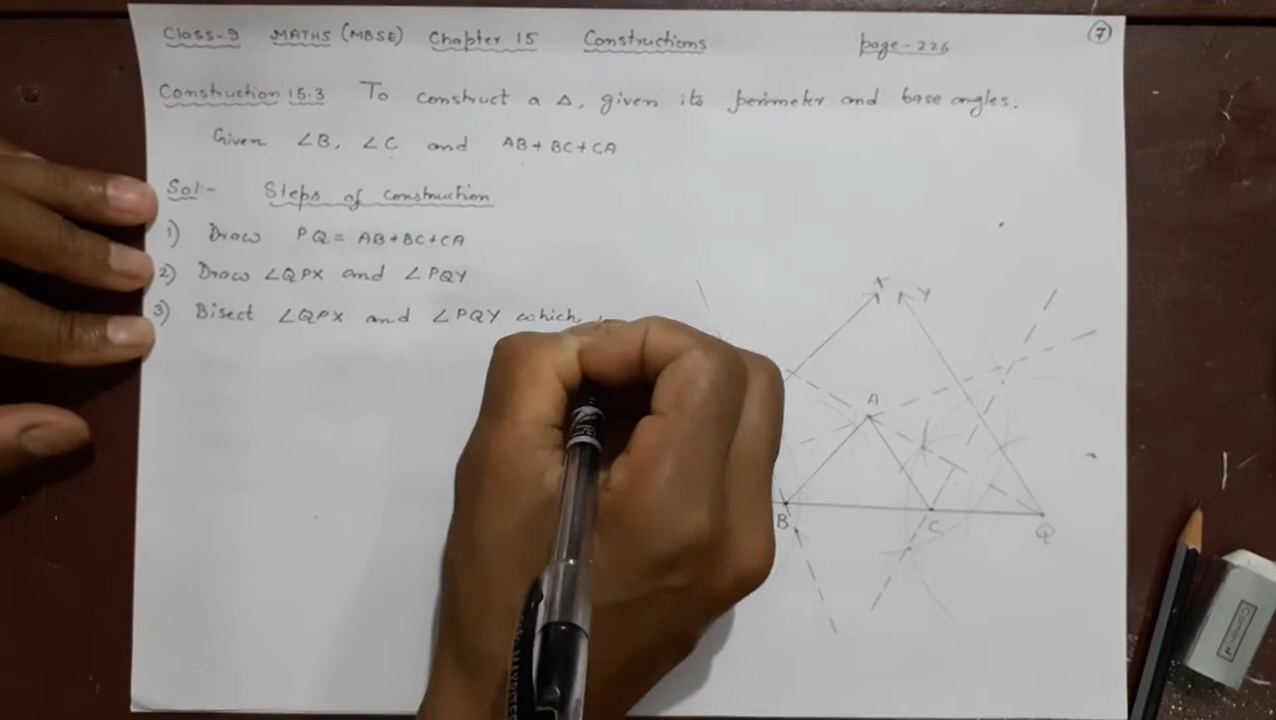 Class-9 MATHS (MBSE) Chapter 15 Constructions page-226 7
Construction 15.3 To construct a Δ, given its perimeter and base angles.
Given ∠B, ∠C and AB+BC+CA
Sol:- Steps of construction
1) Draw PQ= AB+BC+CA
2) Draw ∠QPX and ∠PQY
3) Bisect ∠QPX and ∠PQY which
X Y
A
B C Q